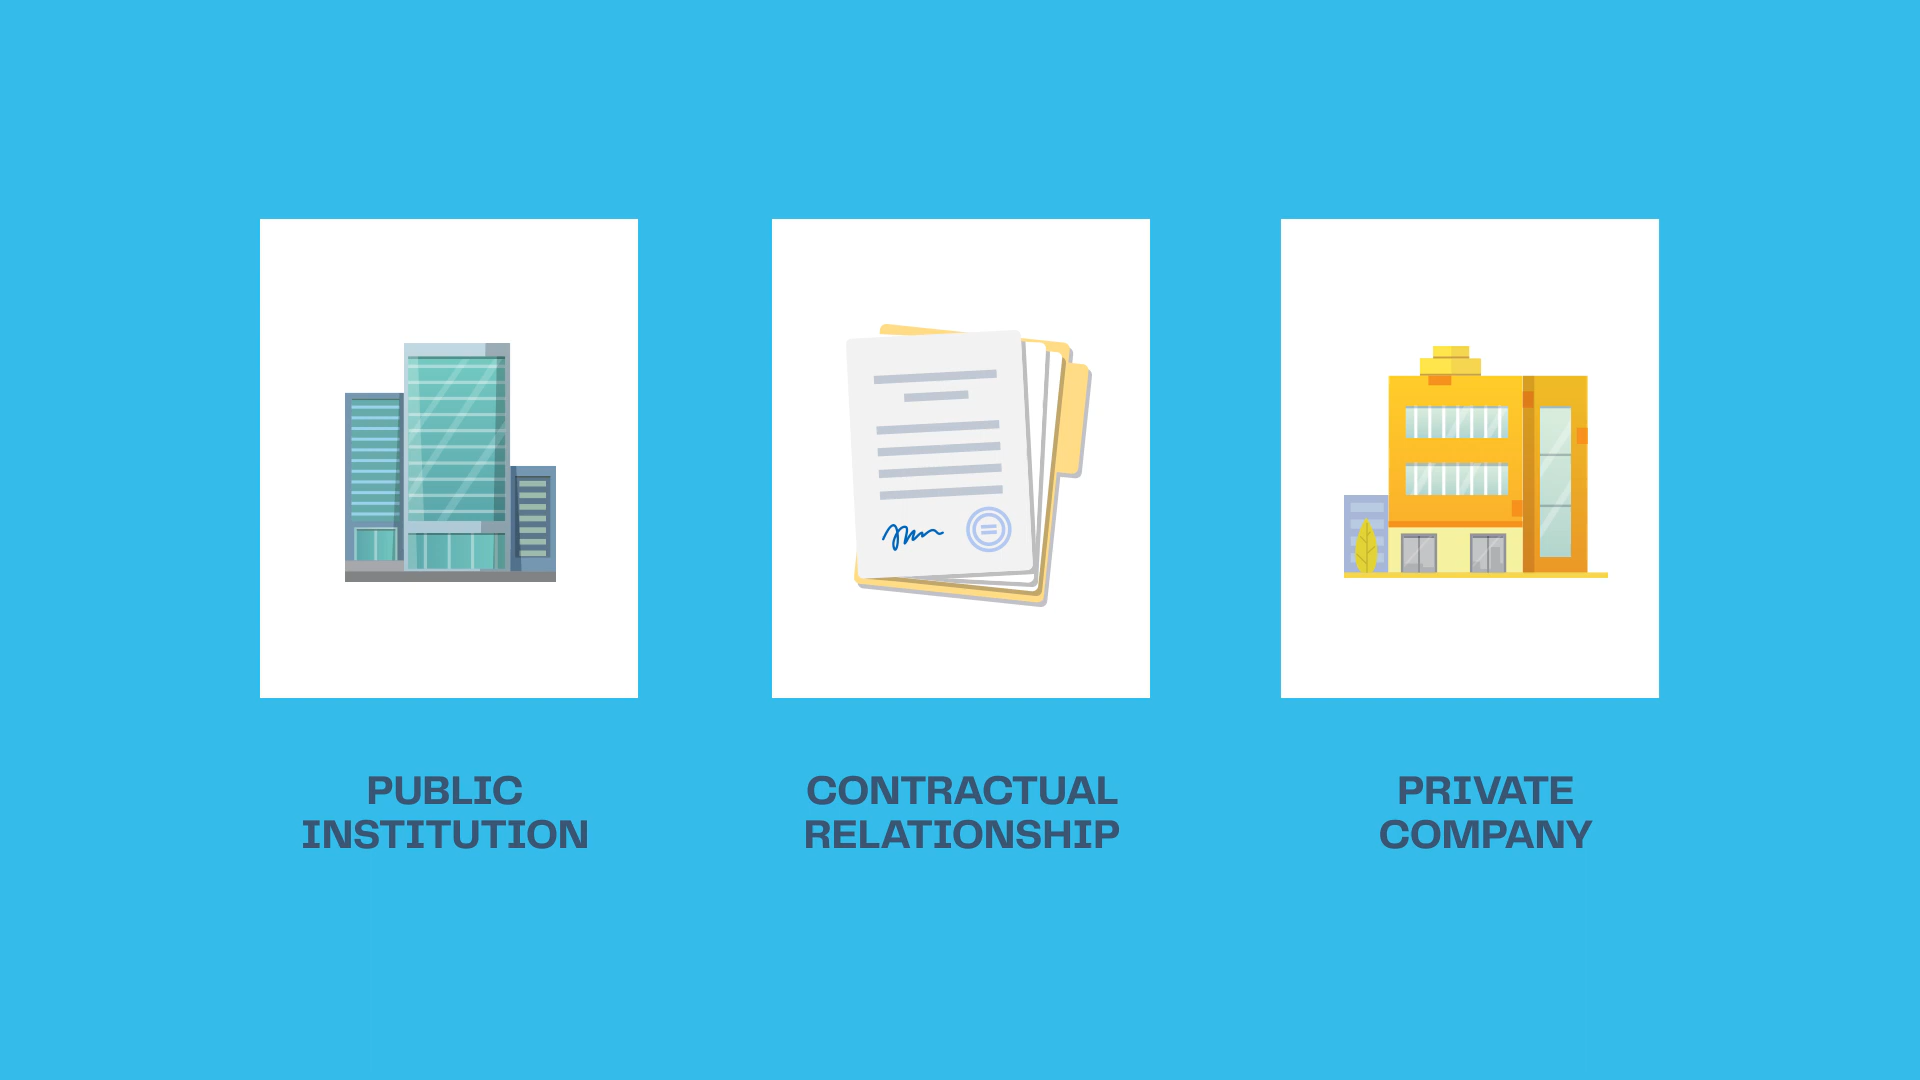 PUBLIC
INSTITUTION
CONTRACTUAL
RELATIONSHIP
PRIVATE
COMPANY